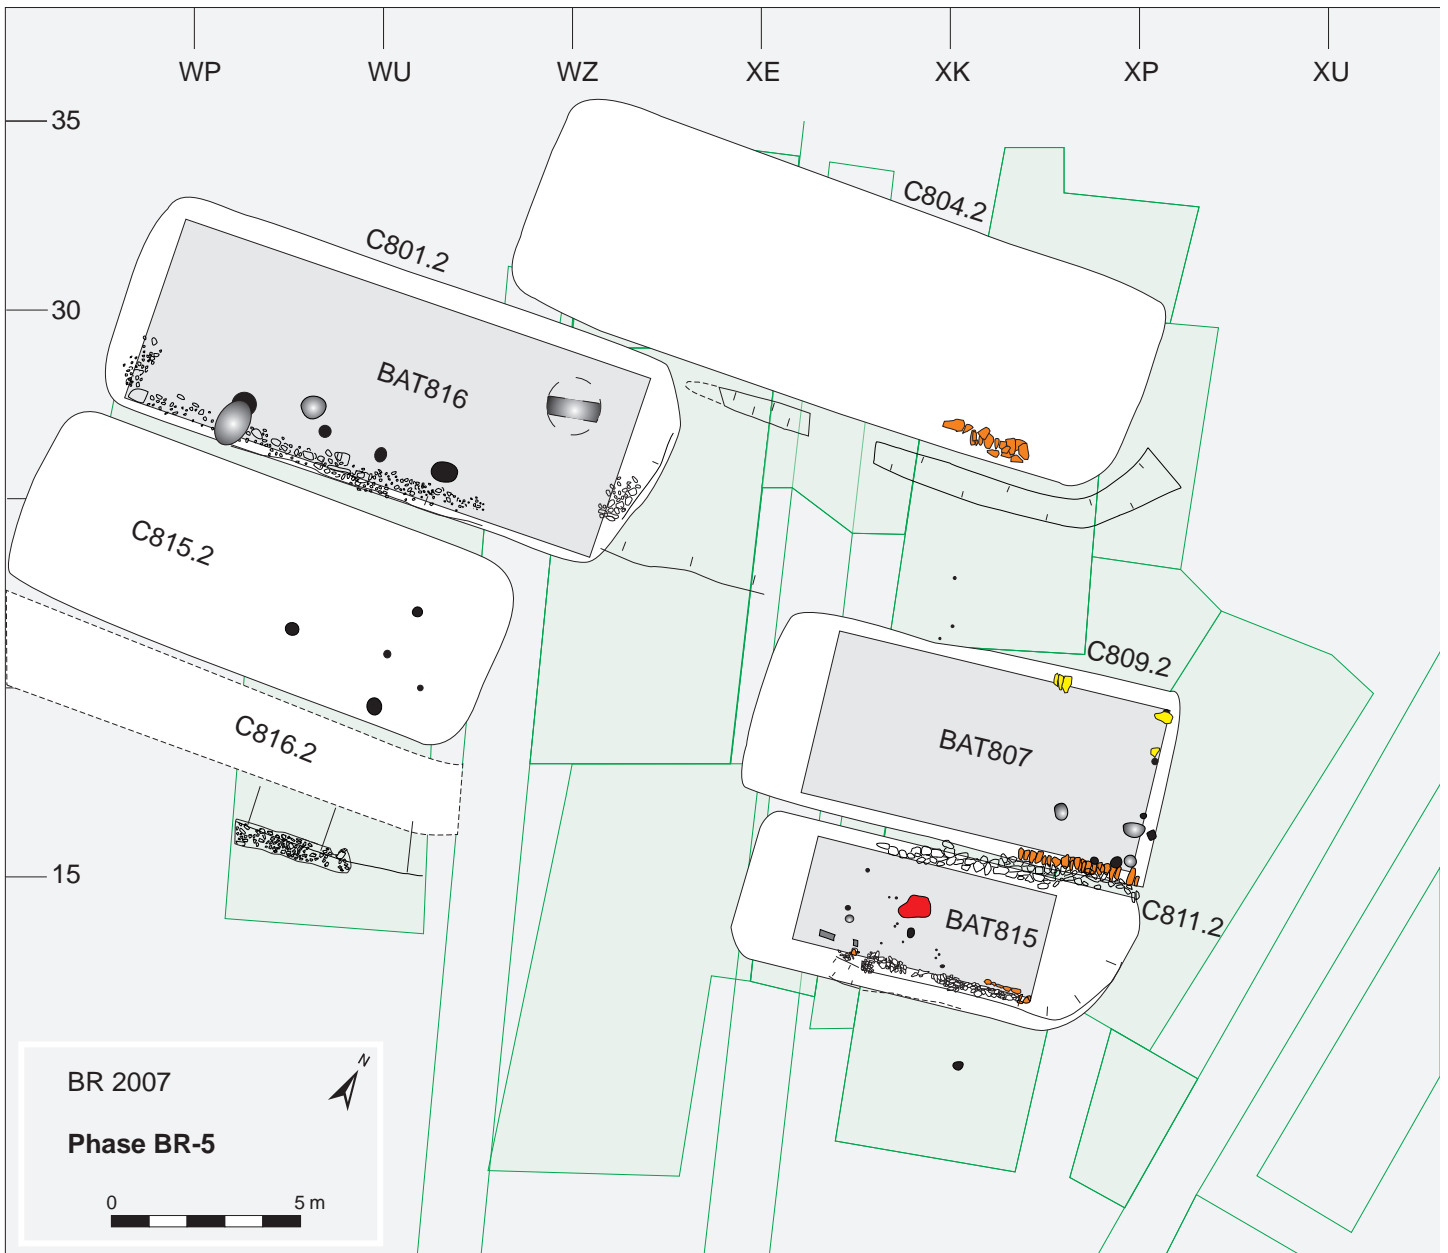 WP WU WZ XE XK XP XU
35
C804.2
C801.2
30
BAT816
C815.2
C809.2
C816.2
BAT807
15
C811.2
BAT815
BR 2007
N
Phase BR-5
0 5 m